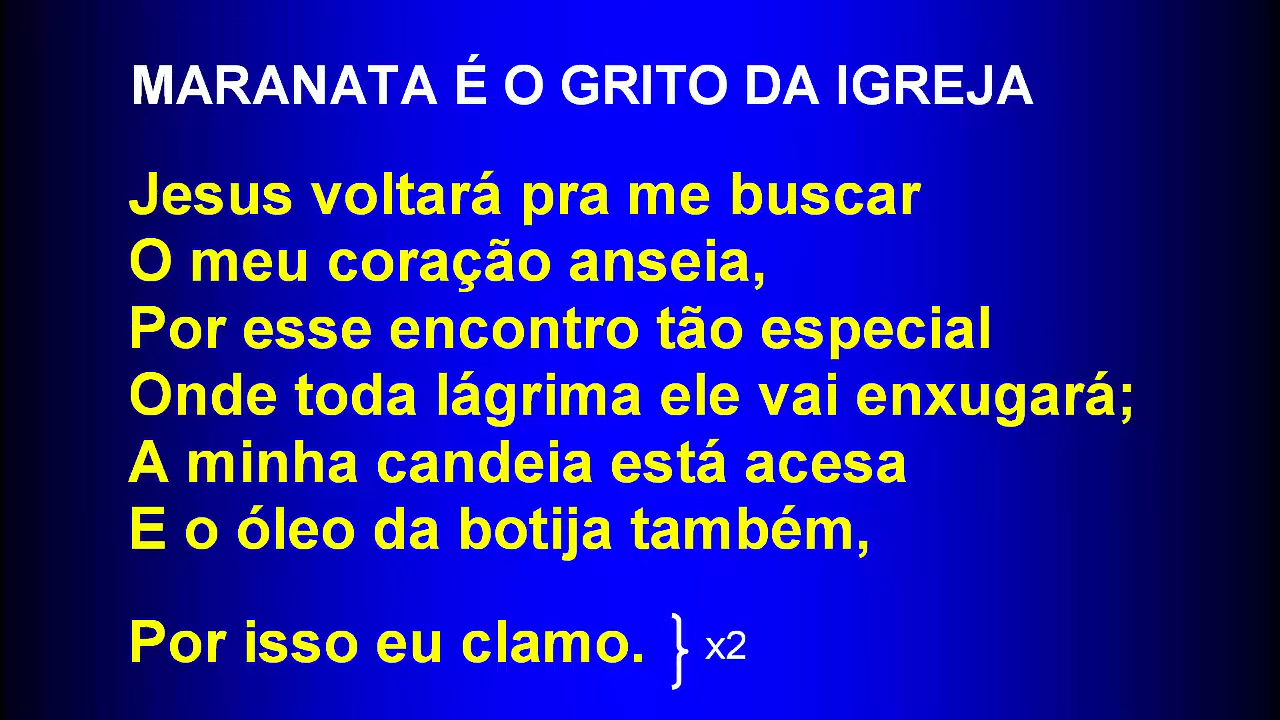 MARANATA É O GRITO DA IGREJA
Jesus voltará pra me buscar
O meu coração anseia,
Por esse encontro tão especial
Onde toda lágrima ele vai enxugará;
A minha candeia está acesa
E o óleo da botija também,
Por isso eu clamo. } x2